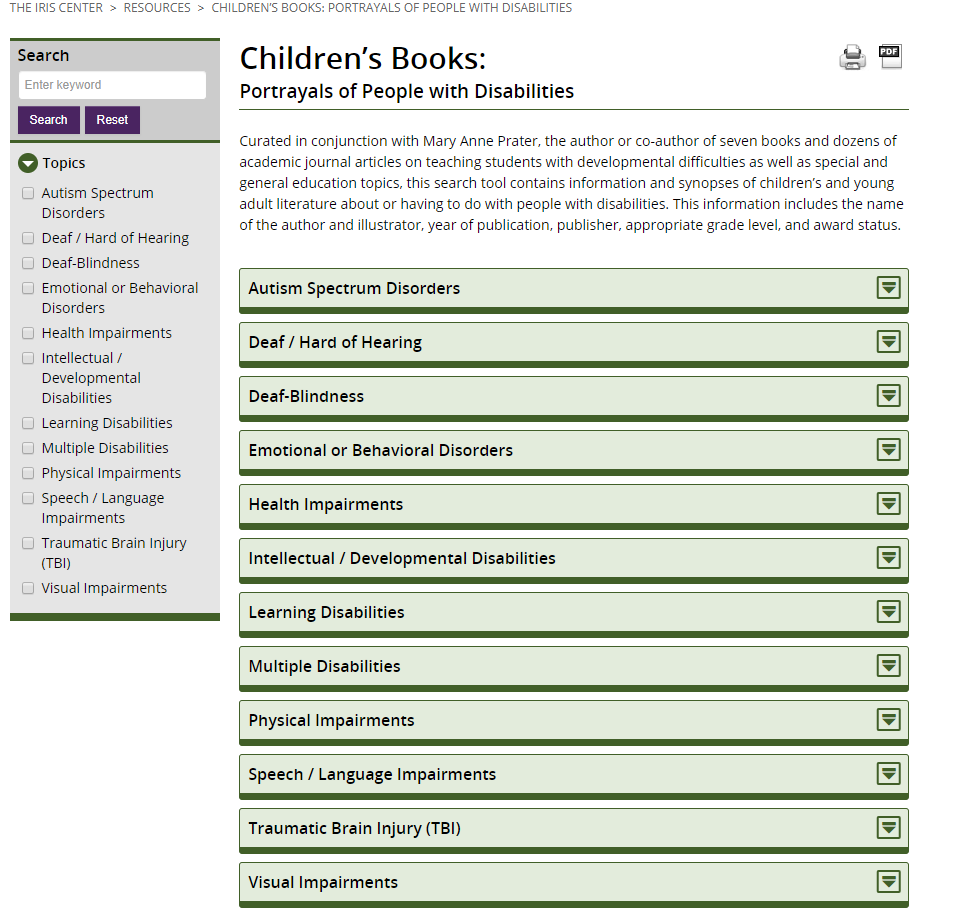 THE IRIS CENTER > RESOURCES > CHILDREN'S BOOKS: PORTRAYALS OF PEOPLE WITH DISABILITIES
Search
Enter keyword
Search Reset
Topics
Autism Spectrum
Disorders
Deaf / Hard of Hearing
Deaf-Blindness
Emotional or Behavioral
Disorders
Health Impairments
Intellectual /
Developmental
Disabilities
Learning Disabilities
Multiple Disabilities
Physical Impairments
Speech / Language
Impairments
Traumatic Brain Injury
(TBI)
Visual Impairments
Children's Books:
PDF
Portrayals of People with Disabilities
Curated in conjunction with Mary Anne Prater, the author or co-author of seven books and dozens of
academic journal articles on teaching students with developmental difficulties as well as special and
general education topics, this search tool contains information and synopses of children's and young
adult literature about or having to do with people with disabilities. This information includes the name
of the author and illustrator, year of publication, publisher, appropriate grade level, and award status.
Autism Spectrum Disorders
Deaf / Hard of Hearing
Deaf-Blindness
Emotional or Behavioral Disorders
Health Impairments
Intellectual / Developmental Disabilities
Learning Disabilities
Multiple Disabilities
Physical Impairments
Speech / Language Impairments
Traumatic Brain Injury (TBI)
Visual Impairments